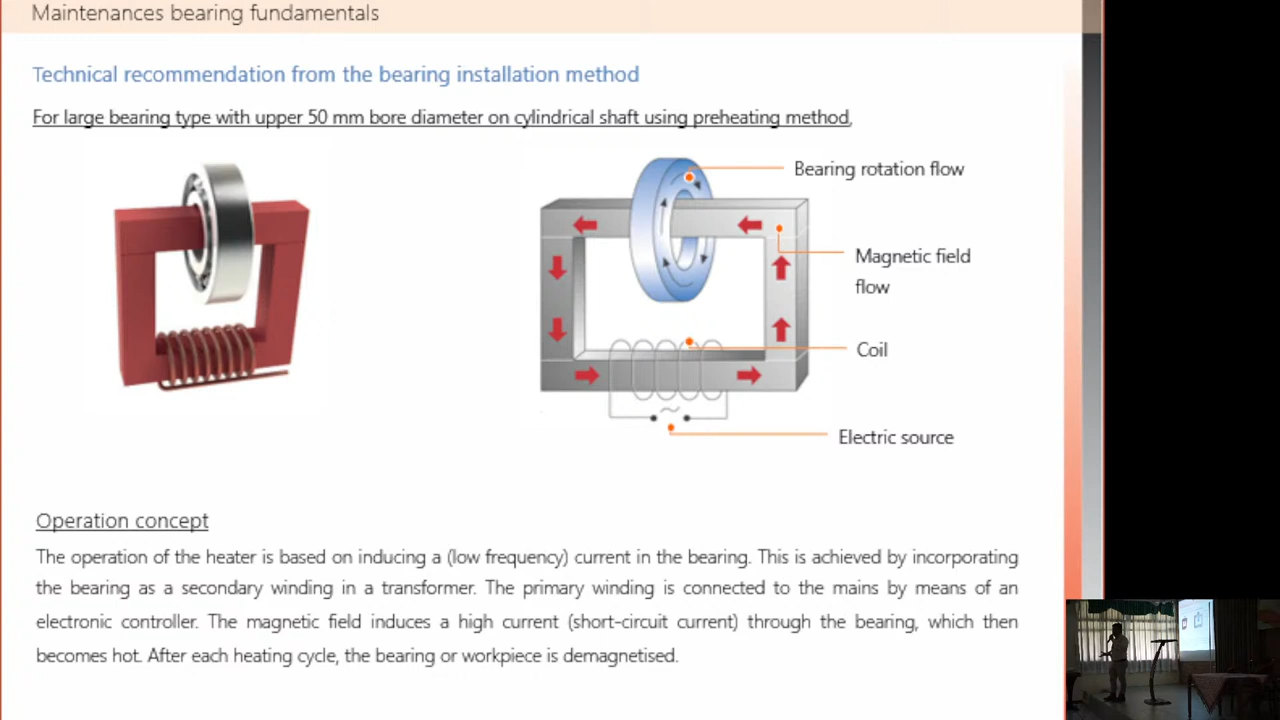 Maintenances bearing fundamentals
Technical recommendation from the bearing installation method
For large bearing type with upper 50 mm bore diameter on cylindrical shaft using preheating method,
Bearing rotation flow
Magnetic field
flow
Coil
Electric source
Operation concept
The operation of the heater is based on inducing a (low frequency) current in the bearing. This is achieved by incorporating
the bearing as a secondary winding in a transformer. The primary winding is connected to the mains by means of an
electronic controller. The magnetic field induces a high current (short-circuit current) through the bearing, which then
becomes hot. After each heating cycle, the bearing or workpiece is demagnetised.